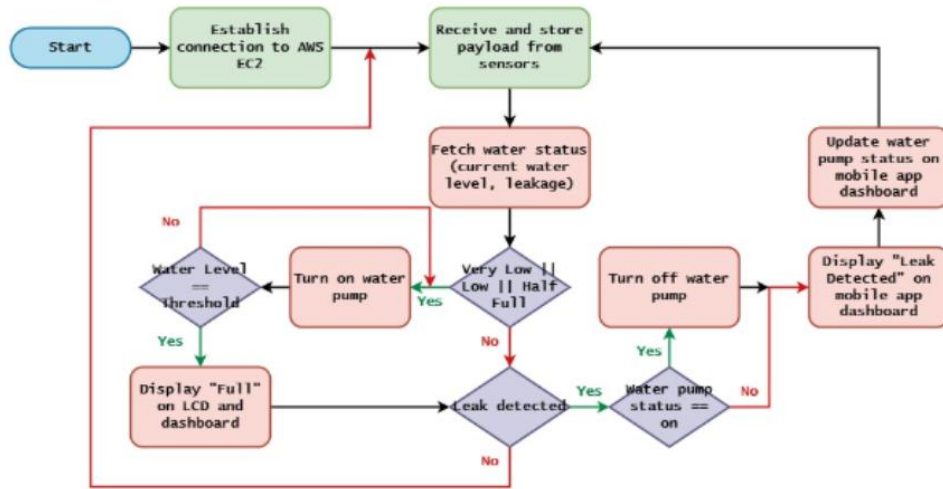 Start
Establish
connection to AWS
EC2
Receive and store
payload from
sensors
Fetch water status
(current water
level, leakage)
Update water
pump status on
mobile app
dashboard
No
Water Level
==
Threshold
Turn on water
pump
Yes
Very Low ||
Low || Half
Full
Turn off water
pump
Display "Leak
Detected" on
mobile app
dashboard
Yes
No
Yes
Display "Full"
on LCD and
dashboard
Leak detected
Yes
Water pump
status ==
on
No
No